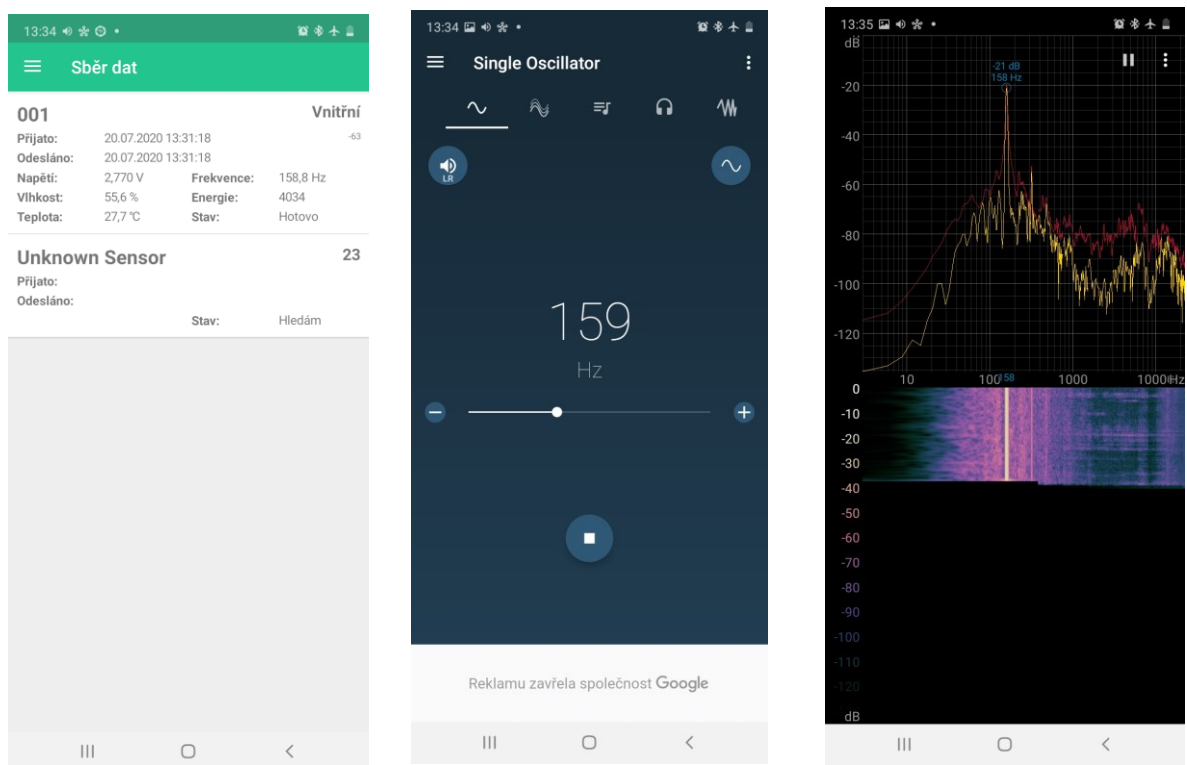 13:34
Sběr dat
001 Vnitřní
Přijato: 20.07.2020 13:31:18 -63
Odesláno: 20.07.2020 13:31:18
Napětí: 2,770 V Frekvence: 158,8 Hz
Vlhkost: 55,6 % Energie: 4034
Teplota: 27,7 °C Stav: Hotovo
Unknown Sensor 23
Přijato:
Odesláno:
Stav: Hledám
13:34
Single Oscillator
LR
159
Hz
Reklamu zavřela společnost Google
13:35
dB
-21 dB
158 Hz
-20
-40
-60
-80
-100
-120
10 100 158 1000 10000 Hz
0
-10
-20
-30
-40
-50
-60
-70
-80
-90
-100
-110
-120
dB